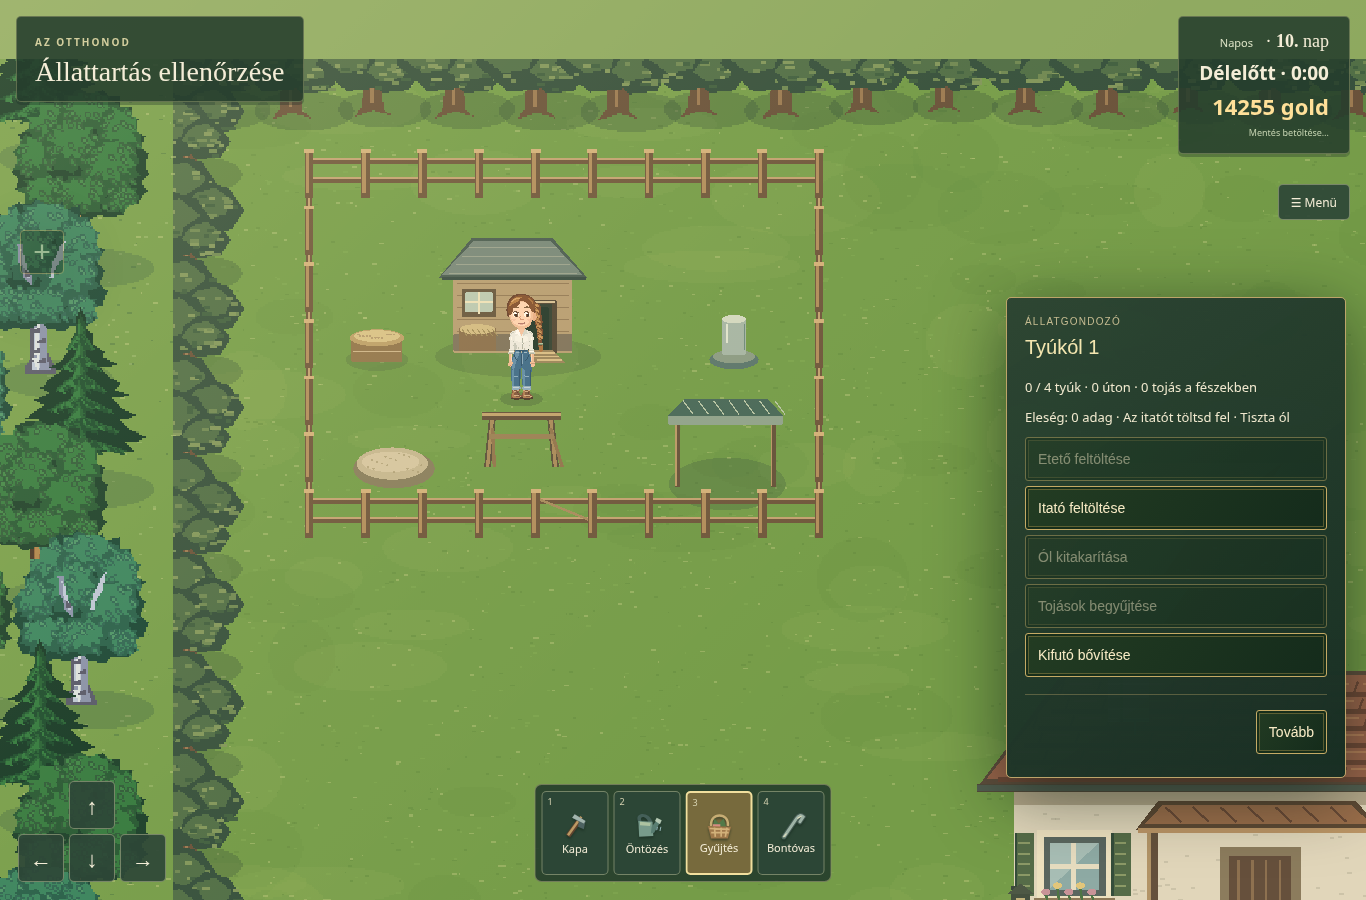 AZ OTTHONOD
Állattartás ellenőrzése
Napos · 10. nap
Délelőtt · 0:00
14255 gold
Mentés betöltése…
☰ Menü
+
ÁLLATGONDOZÓ
Tyúkól 1
0 / 4 tyúk · 0 úton · 0 tojás a fészekben
Eleség: 0 adag · Az itatót töltsd fel · Tiszta ól
Etető feltöltése
Itató feltöltése
Ól kitakarítása
Tojások begyűjtése
Kifutó bővítése
Tovább
↑
← ↓ →
1 2 3 4
Kapa Öntözés Gyűjtés Bontóvas